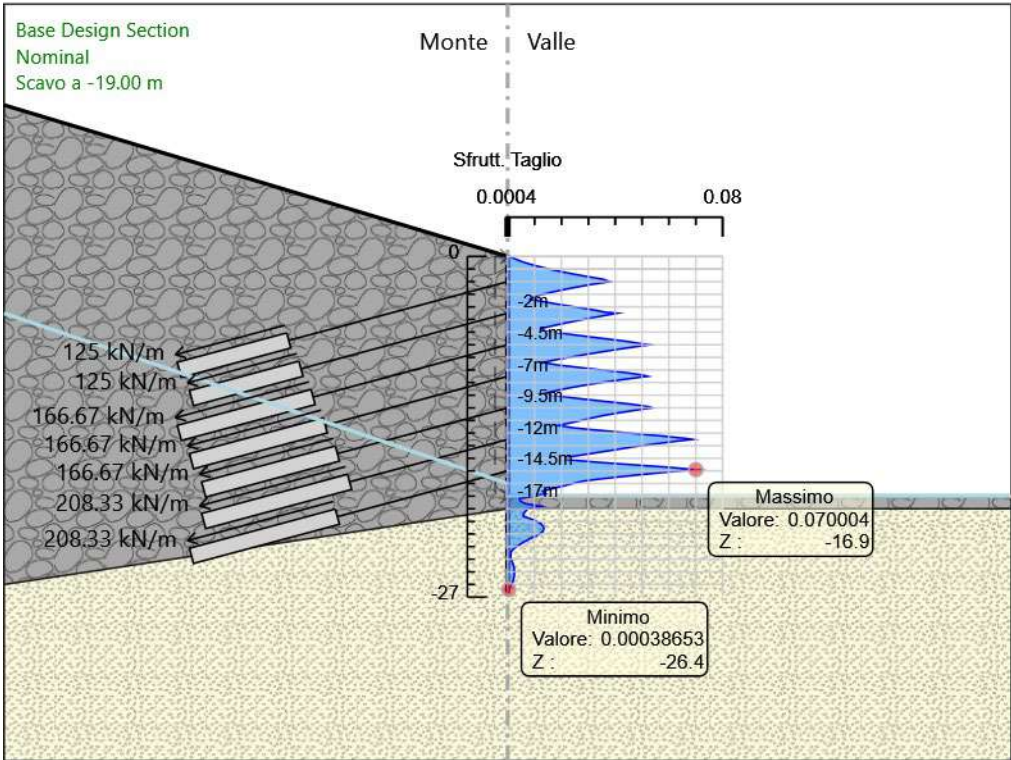 Base Design Section
Nominal
Scavo a -19.00 m
Monte
Valle
Sfrutt. Taglio
0.0004
0.08
0
-2m
-4.5m
-7m
-9.5m
-12m
-14.5m
-17m
-27
125 kN/m
125 kN/m
166.67 kN/m
166.67 kN/m
166.67 kN/m
208.33 kN/m
208.33 kN/m
Massimo
Valore: 0.070004
Z : -16.9
Minimo
Valore: 0.00038653
Z : -26.4